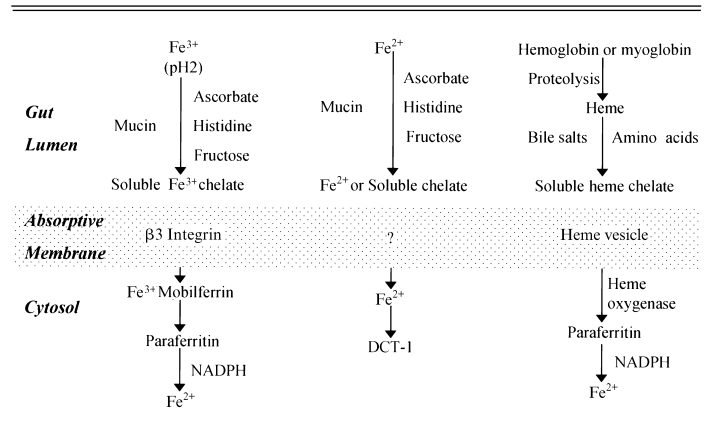 Fe3+ Fe2+ Hemoglobin or myoglobin
(pH2)
Proteolysis
Ascorbate Ascorbate
Gut Mucin Histidine Mucin Histidine Heme
Lumen Bile salts Amino acids
Fructose Fructose
Soluble Fe3+ chelate Fe2+ or Soluble chelate Soluble heme chelate
Absorptive
Membrane β3 Integrin ? Heme vesicle
Fe3+ Mobilferrin Fe2+ Heme
oxygenase
Cytosol
Paraferritin DCT-1 Paraferritin
NADPH NADPH
Fe2+ Fe2+